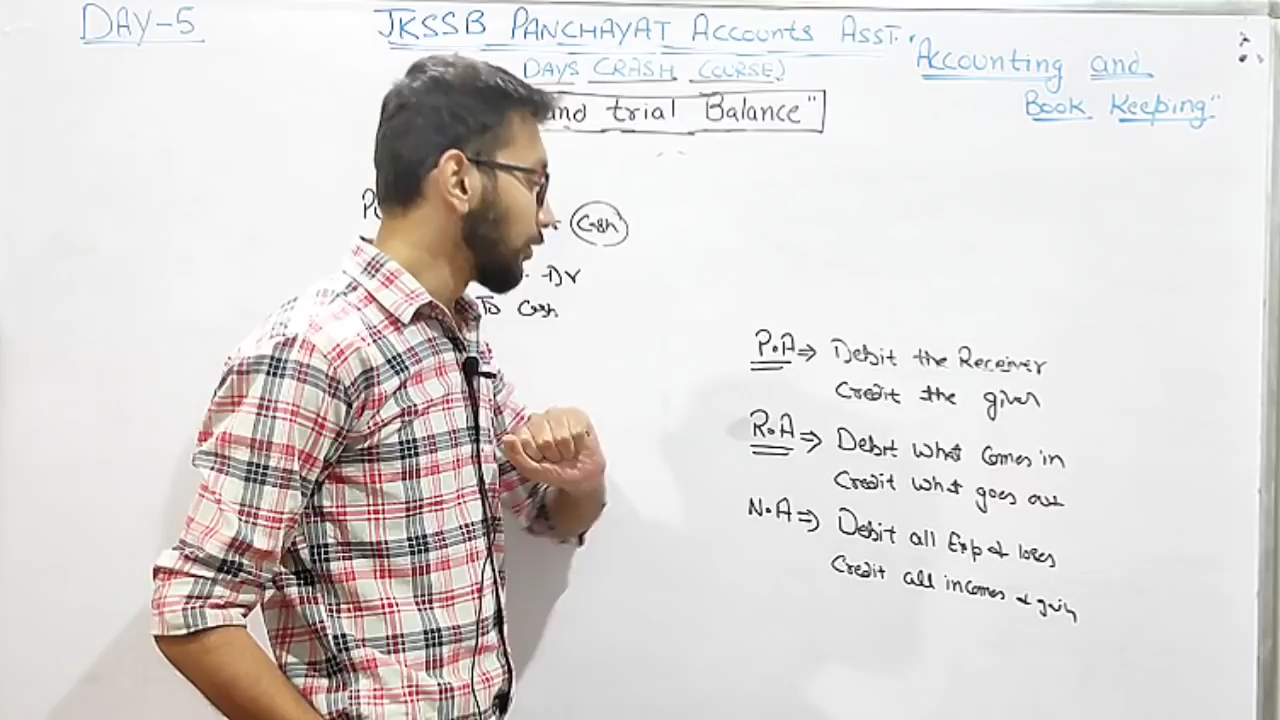 DAY-5
JKSSB PANCHAYAT Accounts ASST.
"Accounting and
Book Keeping"
DAYS CRASH COURSE)
and trial Balance"
Cash
Dr
To Cash
P.A ⇒ Debit the Receiver
Credit the giver
R.A ⇒ Debit what comes in
Credit what goes out
N.A ⇒ Debit all Exp & loses
Credit all incomes & gain